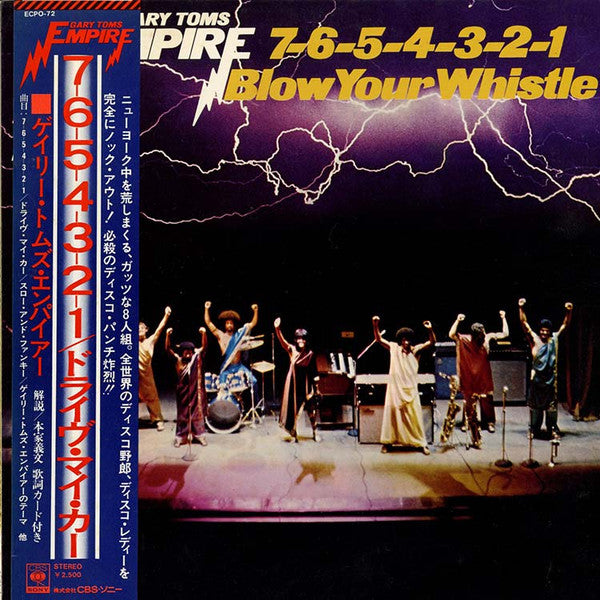 ECPO-72
GARY TOMS
EMPIRE
GARY TOMS
EMPIRE
7-6-5-4-3-2-1
Blow Your Whistle
ニューヨーク中を荒しまくる、ガッツな8人組。全世界のディスコ野郎、ディスコ・レディーを
完全にノック・アウト! 必殺のディスコ・パンチ炸烈!!
7-6-5-4-3-2-1/ドライヴ・マイ・カー
■ゲイリー・トムズ・エンパイアー
解説/本家義文 歌詞カード付き
曲目:7-6-5-4-3-2-1/ドライヴ・マイ・カー/スロー・アンド・ファンキー/ゲイリー・トムズ・エンパイアーのテーマ 他
CBS
SONY
STEREO
¥2,500
株式会社CBS・ソニー